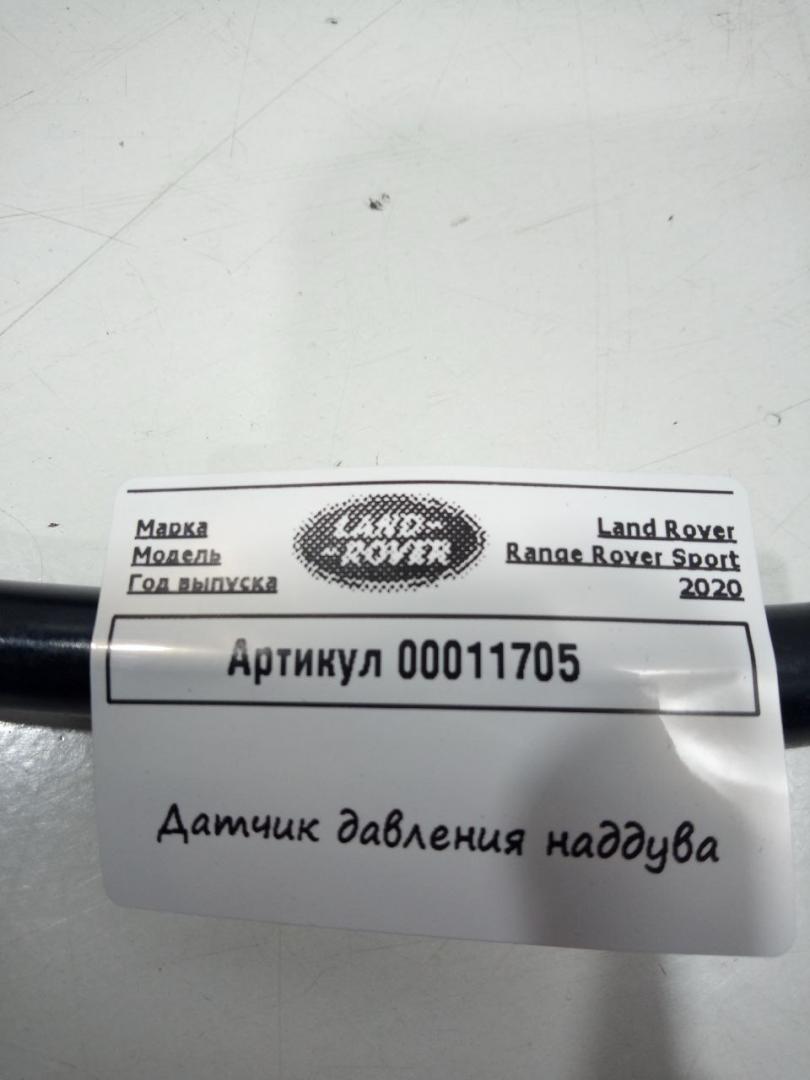 Марка LAND- Land Rover
Модель -ROVER Range Rover Sport
Год выпуска 2020
Артикул 00011705
Датчик давления наддува